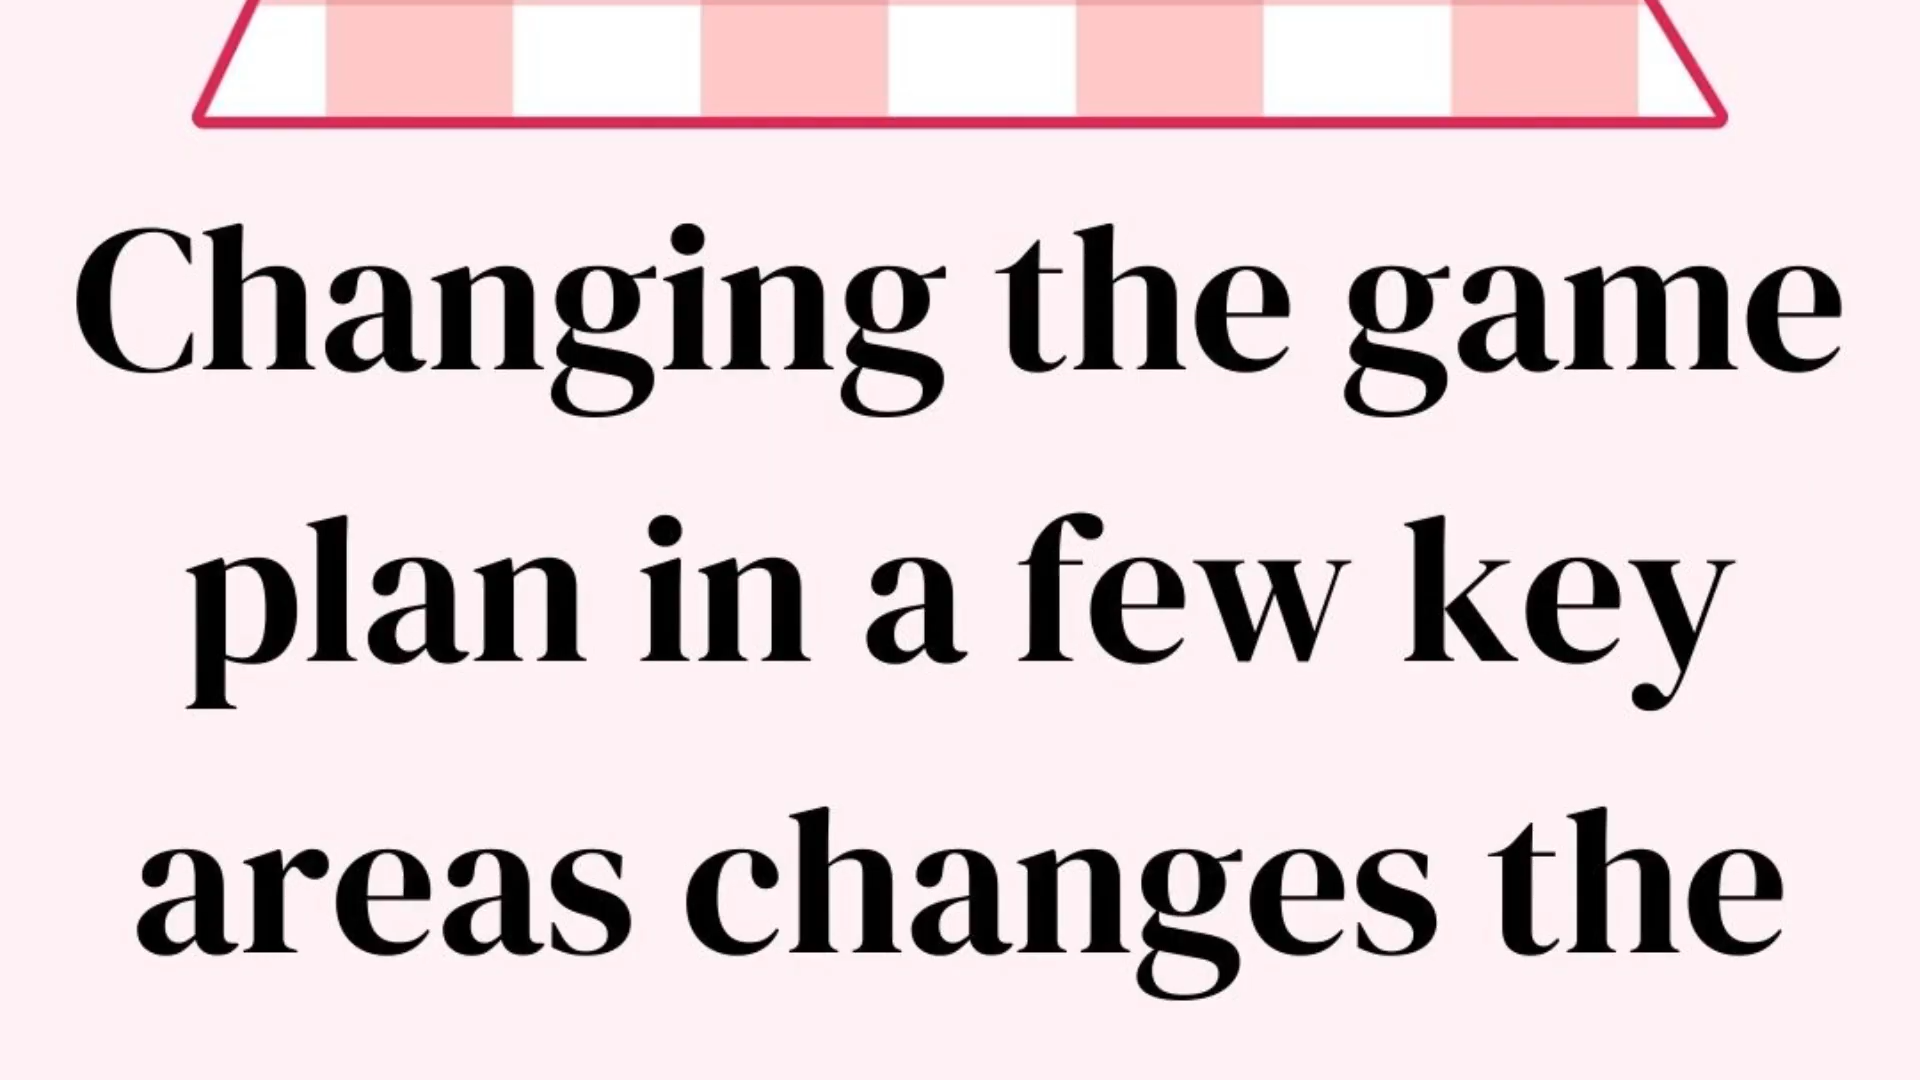 Changing the game
plan in a few key
areas changes the